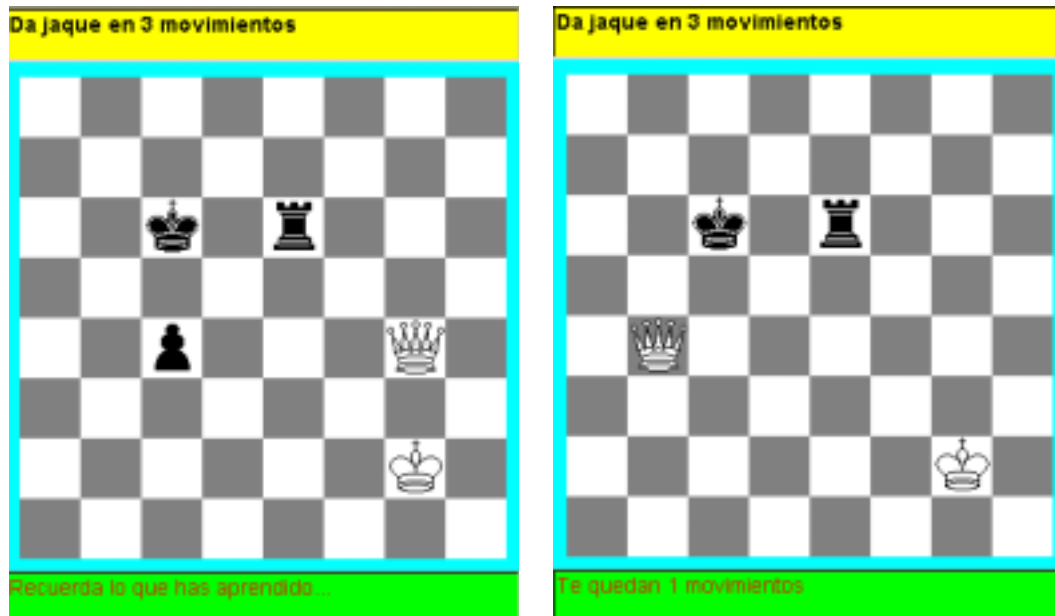 Da jaque en 3 movimientos
Recuerda lo que has aprendido...
Da jaque en 3 movimientos
Te quedan 1 movimientos